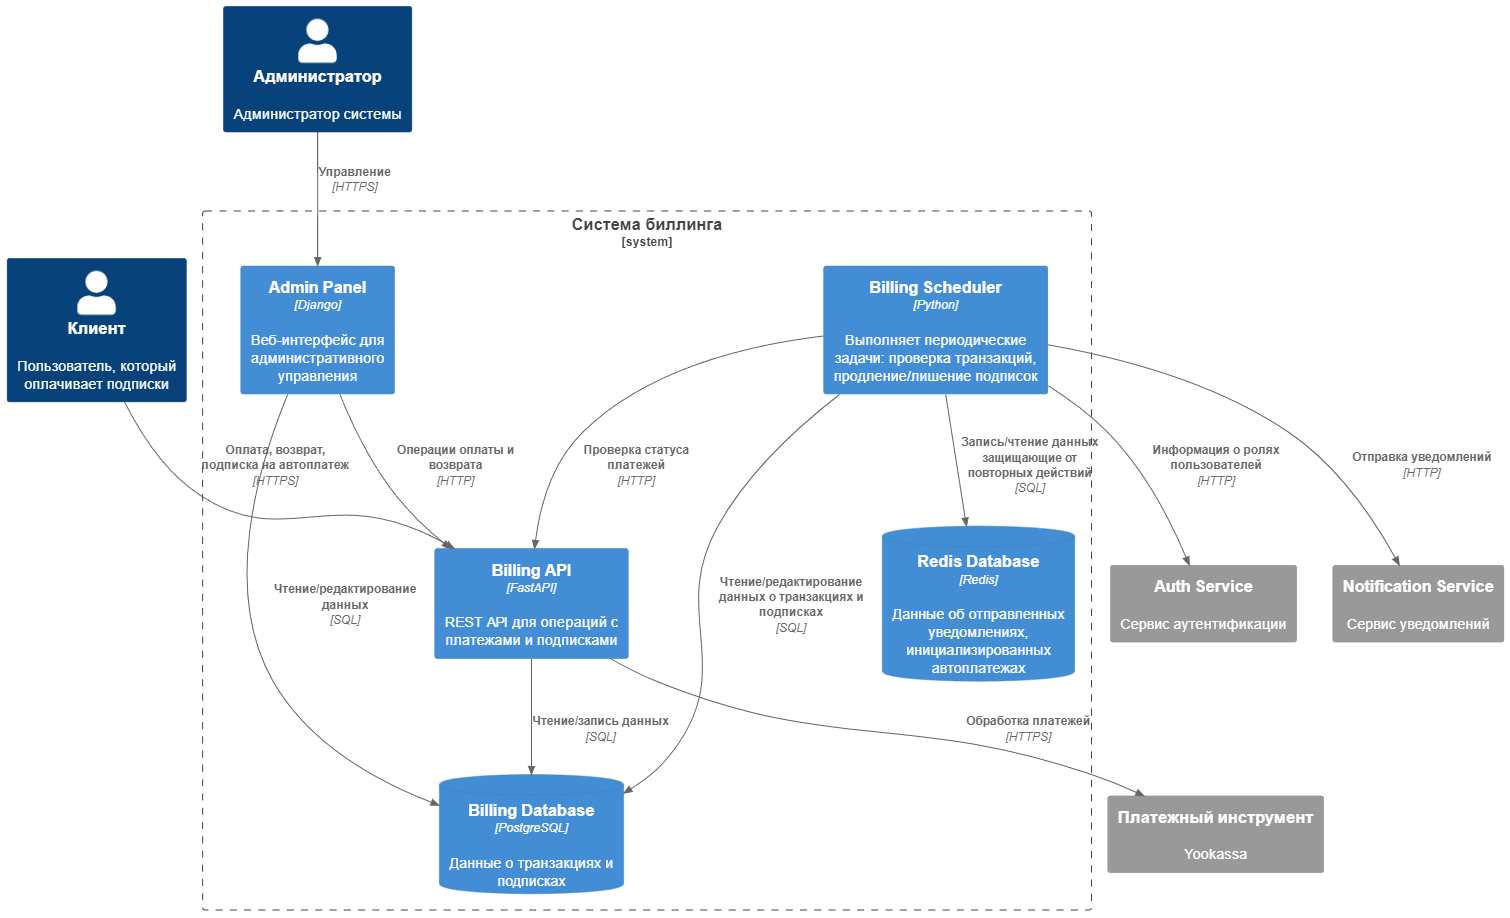 Администратор
Администратор системы
Управление
[HTTPS]
Система биллинга
[system]
Клиент
Пользователь, который
оплачивает подписки
Admin Panel
[Django]
Веб-интерфейс для
административного
управления
Billing Scheduler
[Python]
Выполняет периодические
задачи: проверка транзакций,
продление/лишение подписок
Оплата, возврат,
подписка на автоплатеж
[HTTPS]
Операции оплаты и
возврата
[HTTP]
Проверка статуса
платежей
[HTTP]
Запись/чтение данных
защищающие от
повторных действий
[SQL]
Информация о ролях
пользователей
[HTTP]
Отправка уведомлений
[HTTP]
Billing API
[FastAPI]
REST API для операций с
платежами и подписками
Redis Database
[Redis]
Данные об отправленных
уведомлениях,
инициализированных
автоплатежах
Auth Service
Сервис аутентификации
Notification Service
Сервис уведомлений
Чтение/редактирование
данных
[SQL]
Чтение/редактирование
данных о транзакциях и
подписках
[SQL]
Чтение/запись данных
[SQL]
Обработка платежей
[HTTPS]
Billing Database
[PostgreSQL]
Данные о транзакциях и
подписках
Платежный инструмент
Yookassa